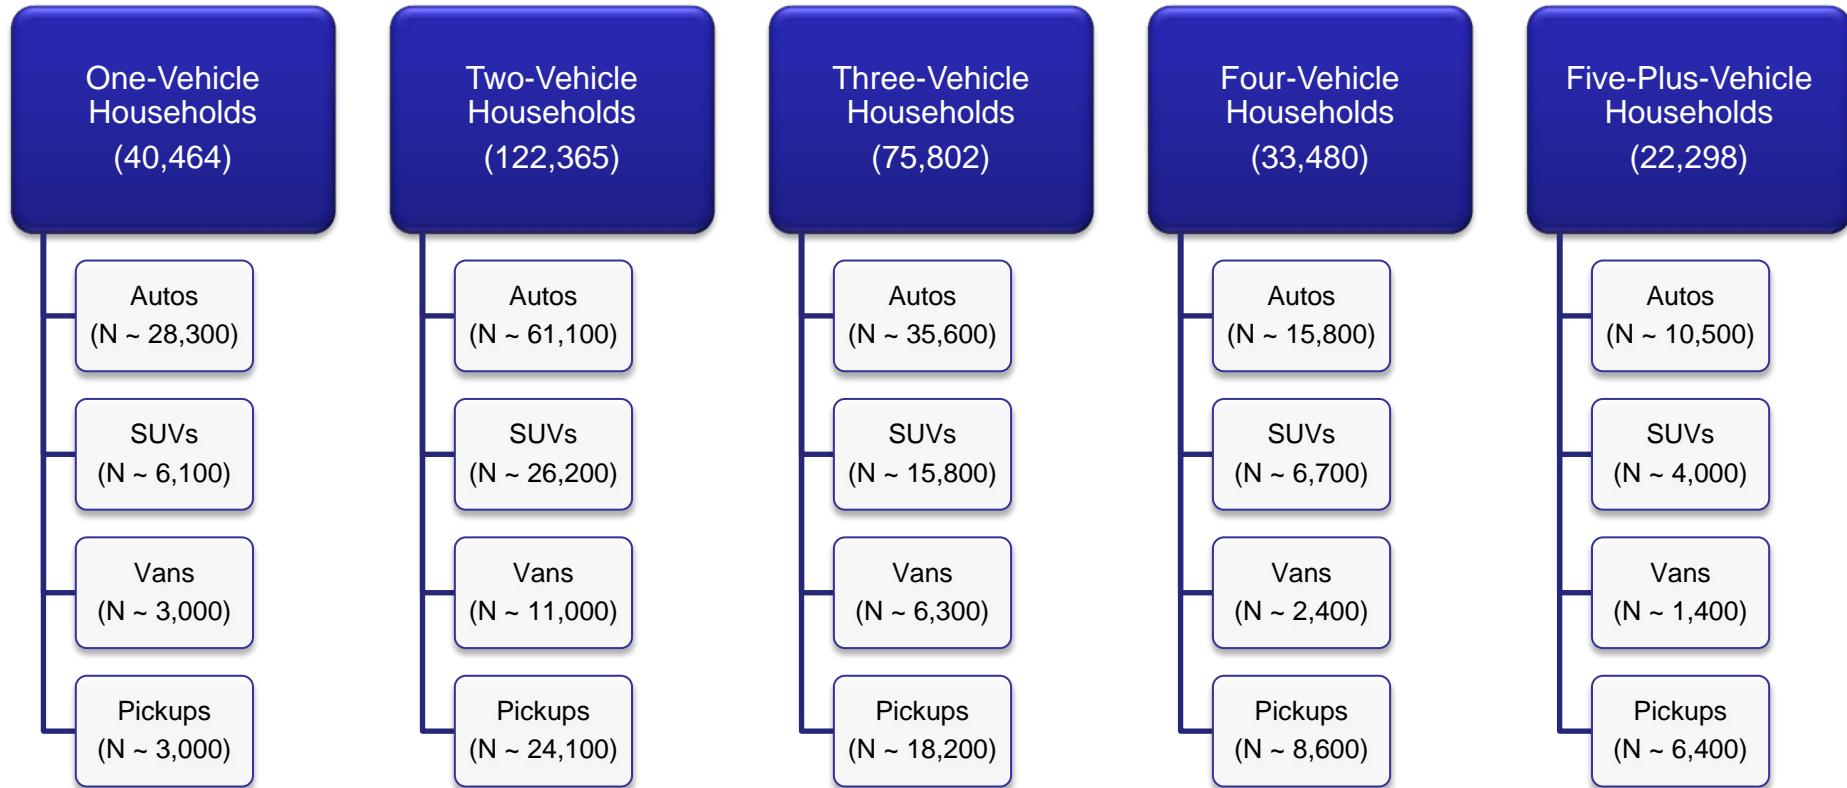 One-Vehicle
Households
(40,464)
Autos
(N ~ 28,300)
SUVs
(N ~ 6,100)
Vans
(N ~ 3,000)
Pickups
(N ~ 3,000)
Two-Vehicle
Households
(122,365)
Autos
(N ~ 61,100)
SUVs
(N ~ 26,200)
Vans
(N ~ 11,000)
Pickups
(N ~ 24,100)
Three-Vehicle
Households
(75,802)
Autos
(N ~ 35,600)
SUVs
(N ~ 15,800)
Vans
(N ~ 6,300)
Pickups
(N ~ 18,200)
Four-Vehicle
Households
(33,480)
Autos
(N ~ 15,800)
SUVs
(N ~ 6,700)
Vans
(N ~ 2,400)
Pickups
(N ~ 8,600)
Five-Plus-Vehicle
Households
(22,298)
Autos
(N ~ 10,500)
SUVs
(N ~ 4,000)
Vans
(N ~ 1,400)
Pickups
(N ~ 6,400)